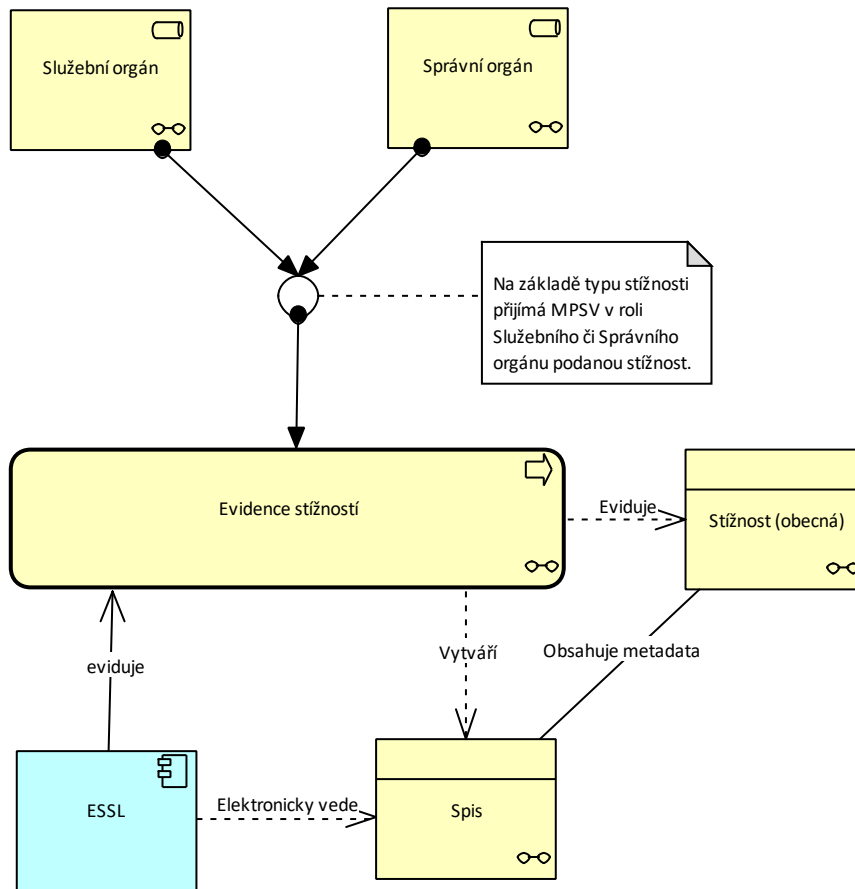 Služební orgán
Správní orgán
Na základě typu stížnosti
přijímá MPSV v roli
Služebního či Správního
orgánu podanou stížnost.
Evidence stížností
Eviduje
Stížnost (obecná)
eviduje
Vytváří
Obsahuje metadata
ESSL
Elektronicky vede
Spis